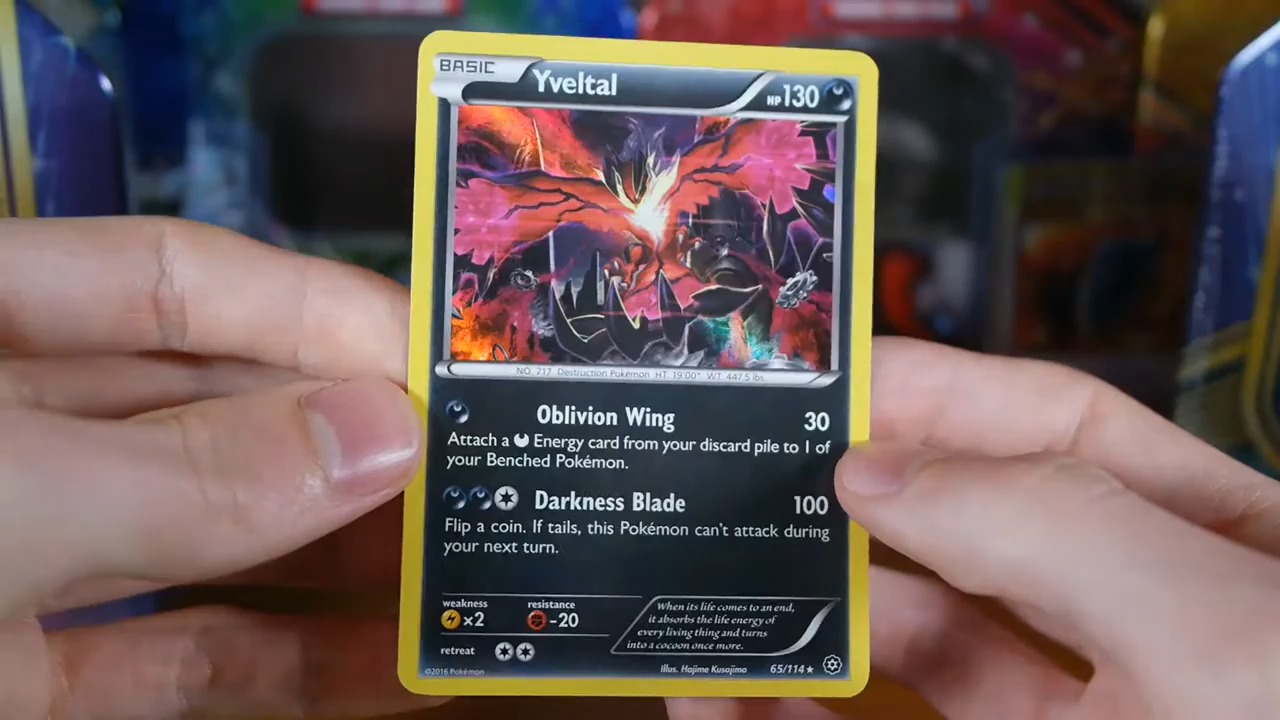 BASIC Yveltal HP 130
NO. 717 Destruction Pokémon HT. 19'00" WT. 447.5 lbs.
Oblivion Wing 30
Attach a Energy card from your discard pile to 1 of
your Benched Pokémon.
Darkness Blade 100
Flip a coin. If tails, this Pokémon can't attack during
your next turn.
weakness resistance
×2 -20
retreat
When its life comes to an end,
it absorbs the life energy of
every living thing and turns
into a cocoon once more.
©2016 Pokémon Illus. Hajime Kusajima 65/114★